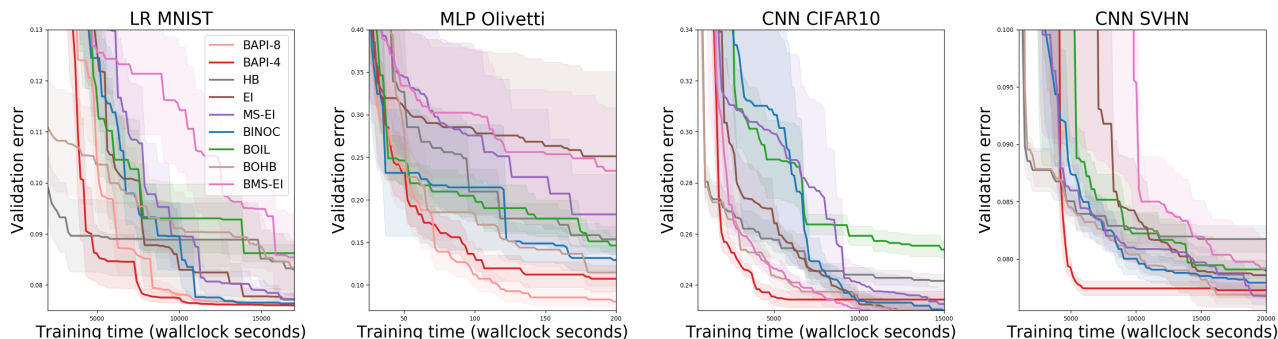 LR MNIST
MLP Olivetti
CNN CIFAR10
CNN SVHN
Validation error
0.13
0.12
0.11
0.10
0.09
0.08
BAPI-8
BAPI-4
HB
EI
MS-EI
BINOC
BOIL
BOHB
BMS-EI
5000
10000
15000
Training time (wallclock seconds)
Validation error
0.40
0.35
0.30
0.25
0.20
0.15
0.10
50
100
150
200
Training time (wallclock seconds)
Validation error
0.34
0.32
0.30
0.28
0.26
0.24
5000
10000
15000
Training time (wallclock seconds)
Validation error
0.100
0.095
0.090
0.085
0.080
5000
10000
15000
20000
Training time (wallclock seconds)